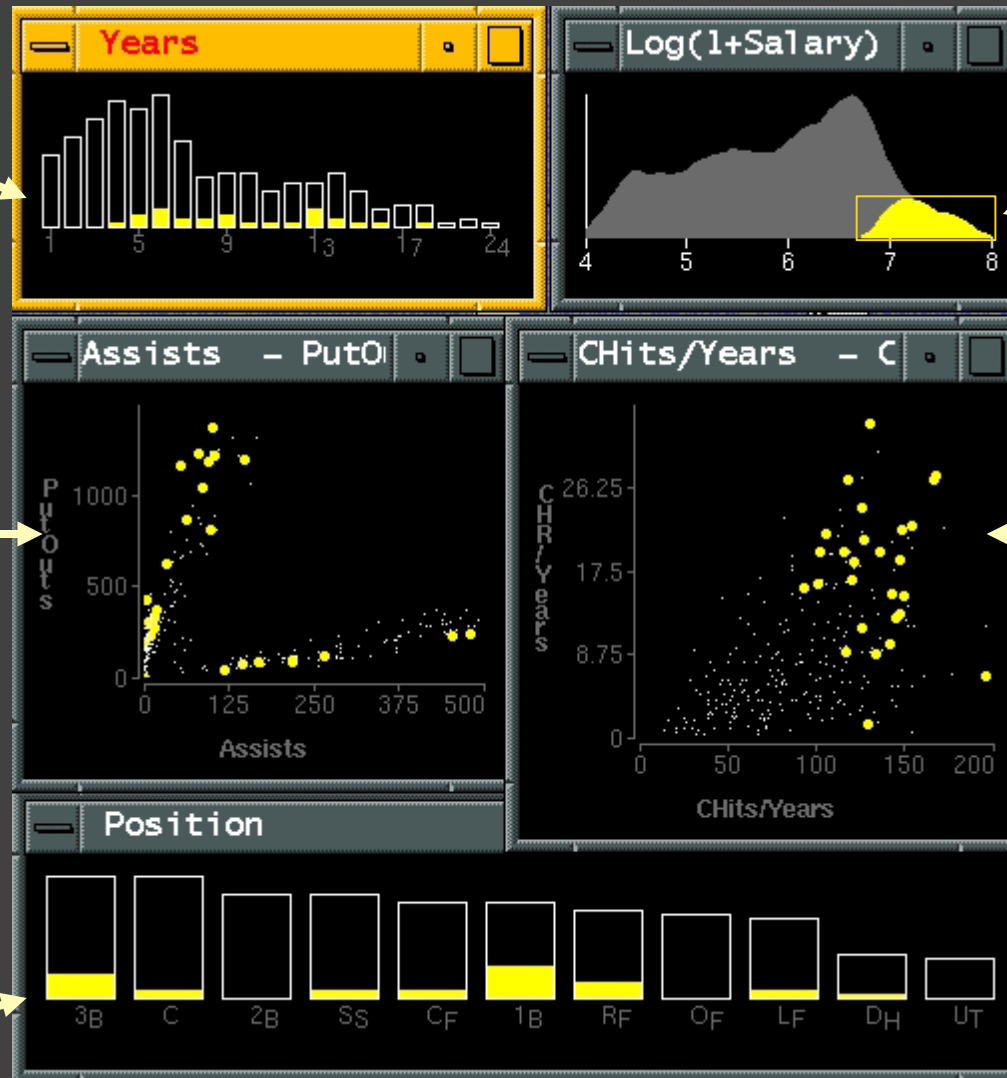 Years
1 5 9 13 17 24
Log(1+Salary)
4 5 6 7 8
Assists - PutO
PutOuts
1000
500
0
0 125 250 375 500
Assists
CHits/Years - C
CHR/Years
26.25
17.5
8.75
0
0 50 100 150 200
CHits/Years
Position
3B C 2B SS CF 1B RF OF LF DH UT